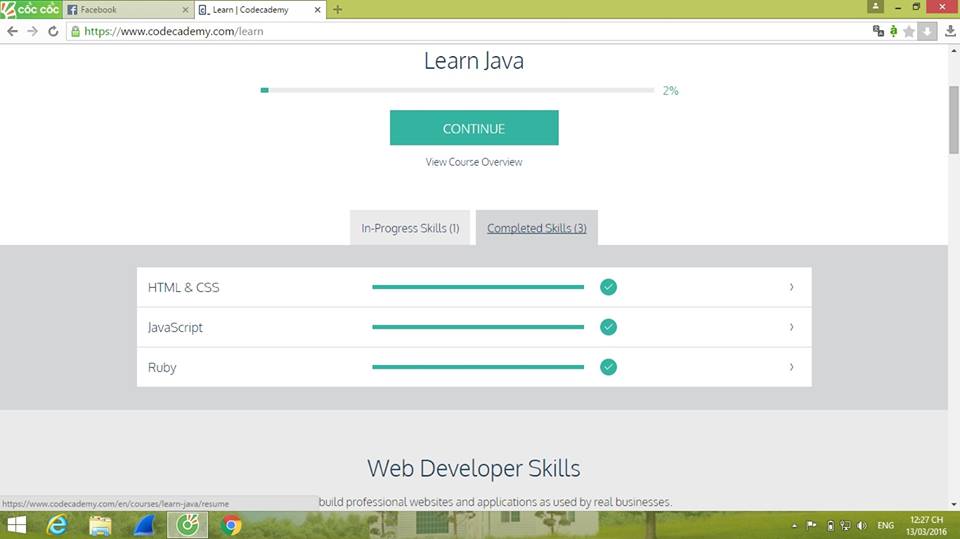 CỐC CỐC
Facebook
Learn | Codecademy
https://www.codecademy.com/learn
Learn Java
2%
CONTINUE
View Course Overview
In-Progress Skills (1)
Completed Skills (3)
HTML & CSS
JavaScript
Ruby
Web Developer Skills
build professional websites and applications as used by real businesses.
https://www.codecademy.com/en/courses/learn-java/resume
ENG
12:27 CH
13/03/2016